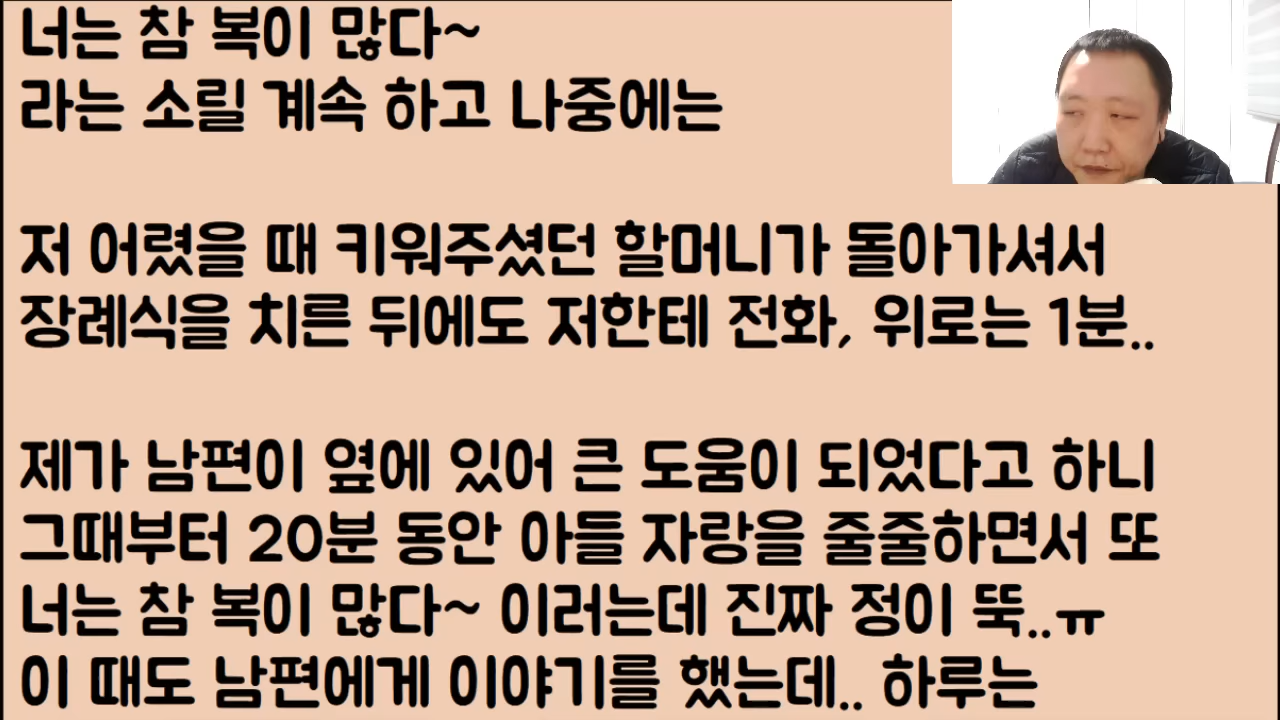 너는 참 복이 많다~
라는 소릴 계속 하고 나중에는
저 어렸을 때 키워주셨던 할머니가 돌아가셔서
장례식을 치른 뒤에도 저한테 전화, 위로는 1분..
제가 남편이 옆에 있어 큰 도움이 되었다고 하니
그때부터 20분 동안 아들 자랑을 줄줄하면서 또
너는 참 복이 많다~ 이러는데 진짜 정이 뚝..ㅠ
이 때도 남편에게 이야기를 했는데.. 하루는